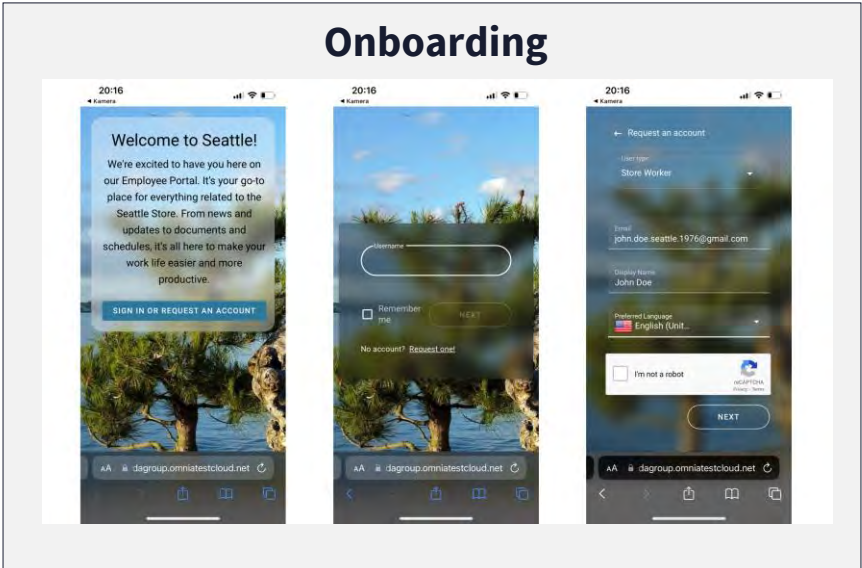 Onboarding
20:16
◄ Kamera
Welcome to Seattle!
We're excited to have you here on
our Employee Portal. It's your go-to
place for everything related to the
Seattle Store. From news and
updates to documents and
schedules, it's all here to make your
work life easier and more
productive.
SIGN IN OR REQUEST AN ACCOUNT
AA dagroup.omniatestcloud.net
20:16
◄ Kamera
Username
Remember
me
NEXT
No account? Request one!
AA dagroup.omniatestcloud.net
20:16
◄ Kamera
← Request an account
User type
Store Worker
Email
john.doe.seattle.1976@gmail.com
Display Name
John Doe
Preferred Language
English (Unit...
I'm not a robot
reCAPTCHA
Privacy - Terms
NEXT
AA dagroup.omniatestcloud.net